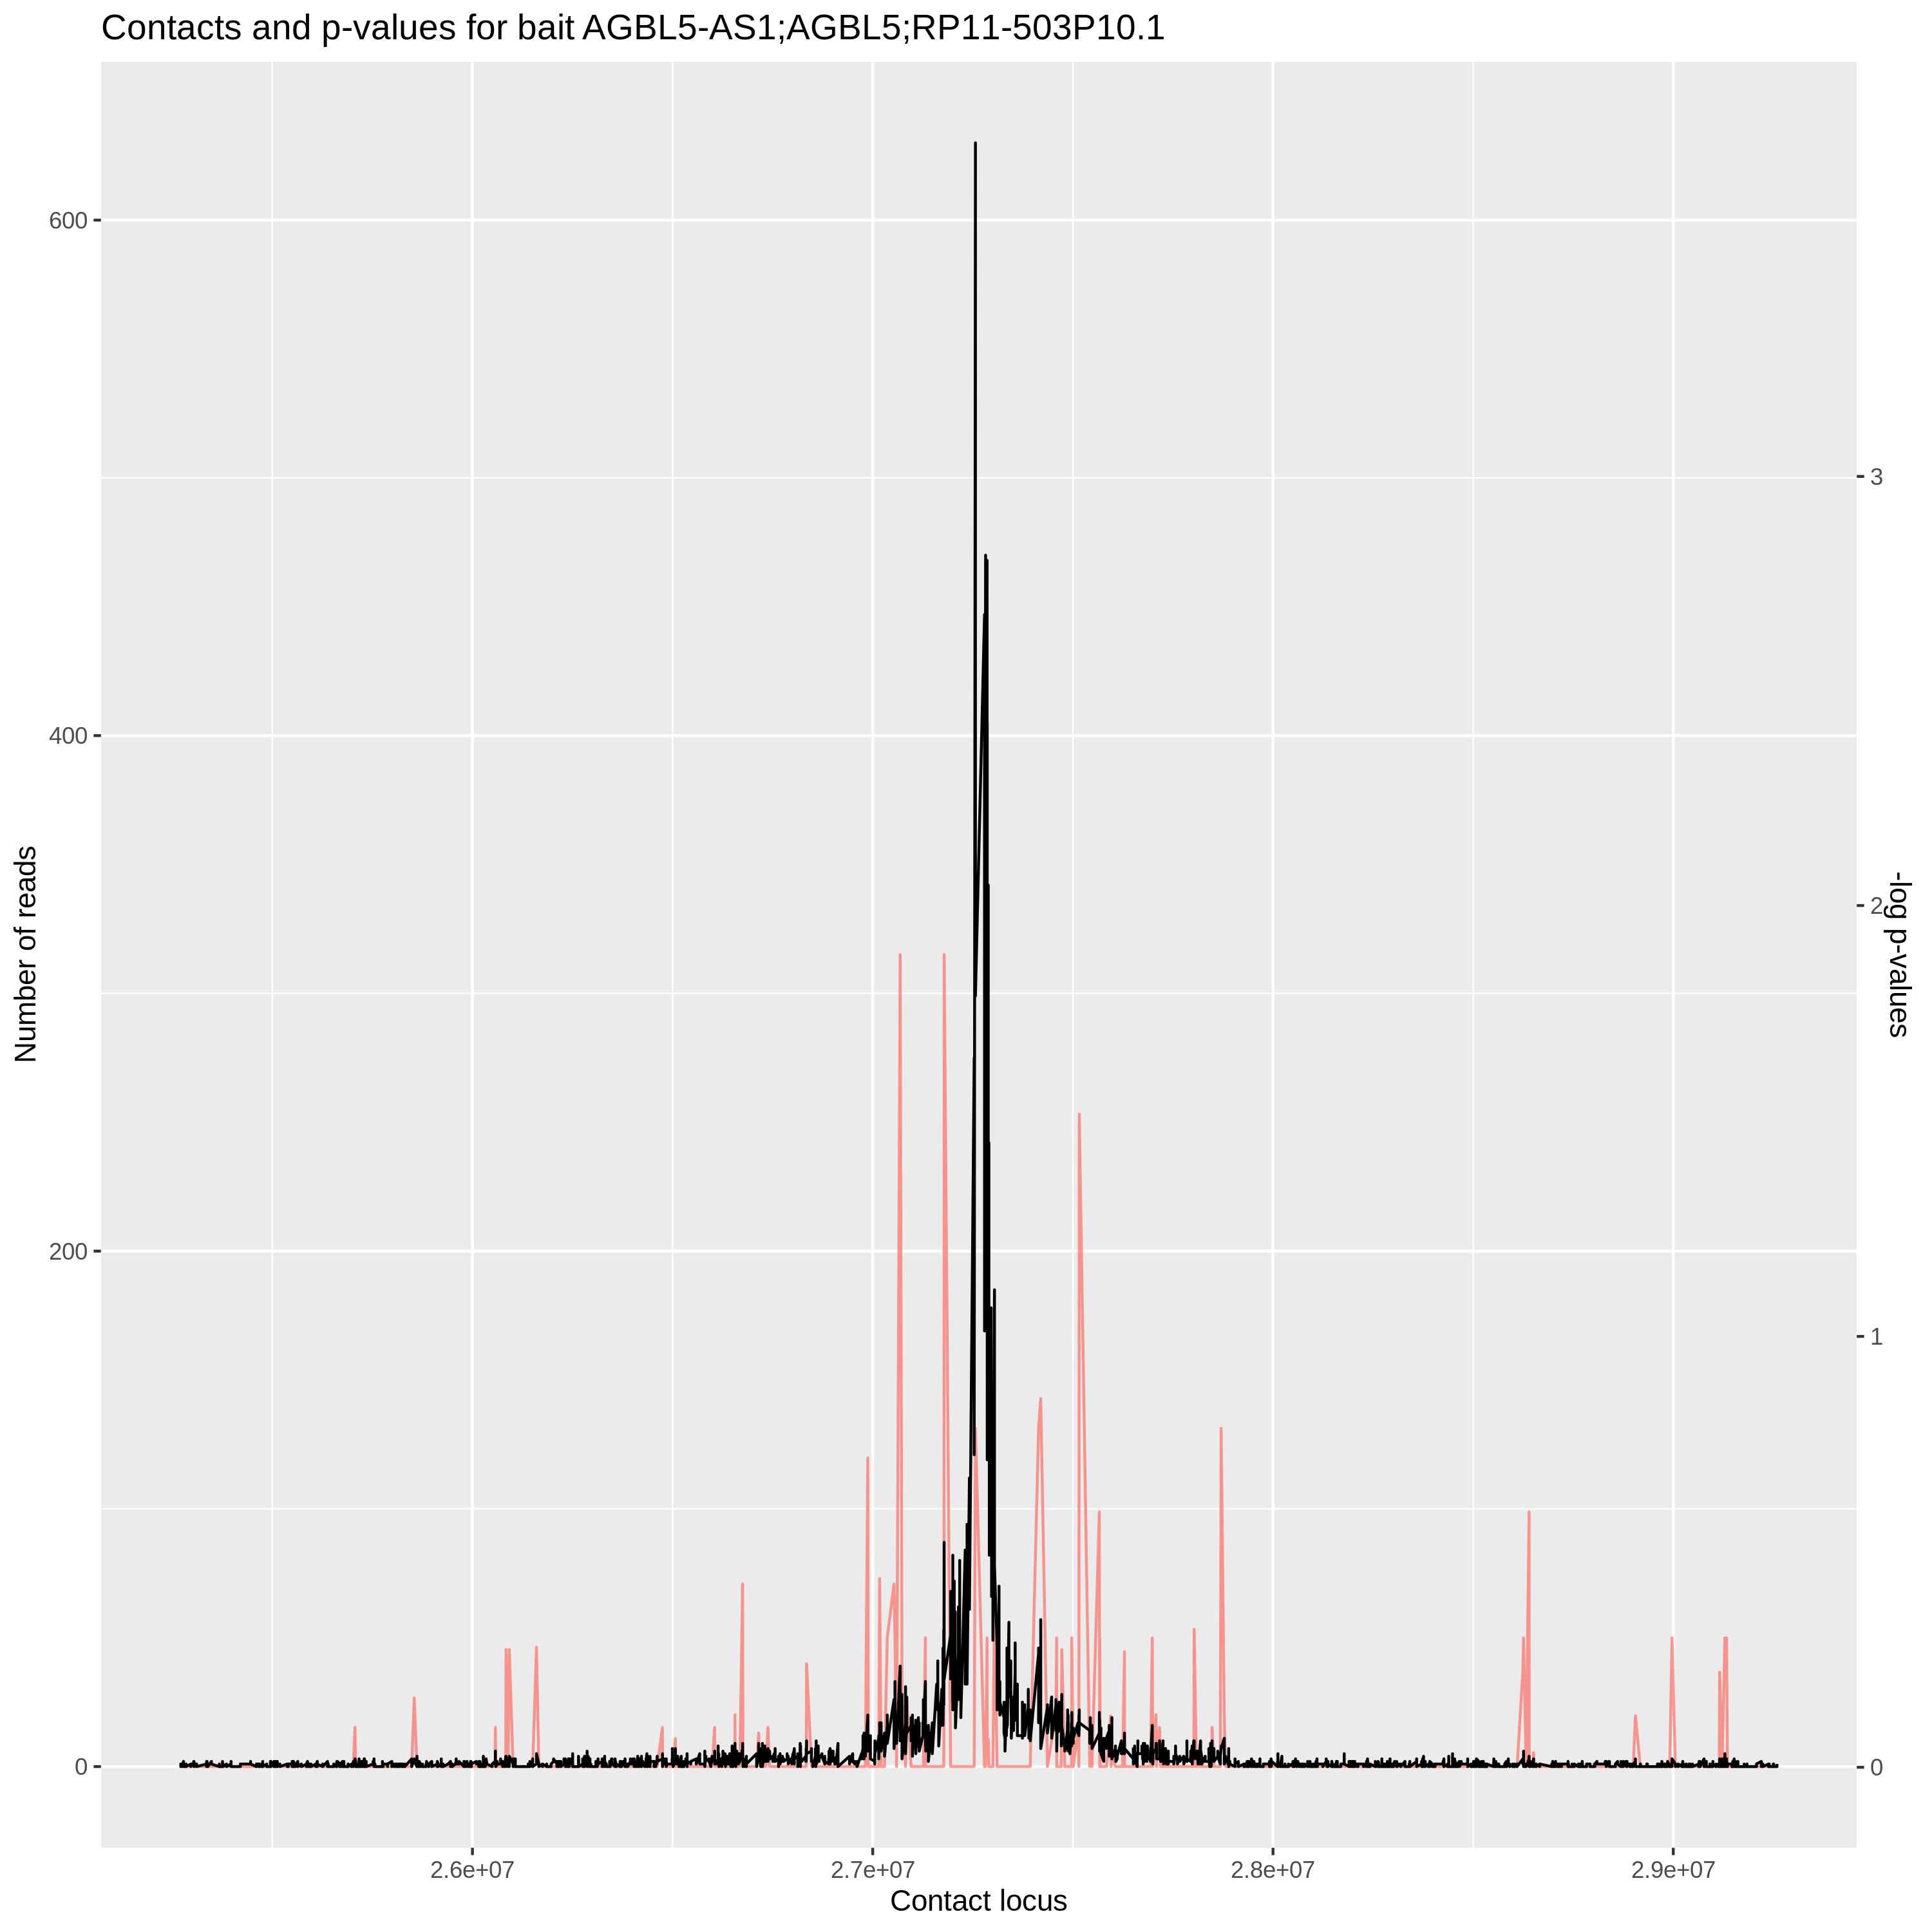 Contacts and p-values for bait AGBL5-AS1;AGBL5;RP11-503P10.1
600
400
200
0
Number of reads
3
2
1
0
-log p-values
2.6e+07 2.7e+07 2.8e+07 2.9e+07
Contact locus